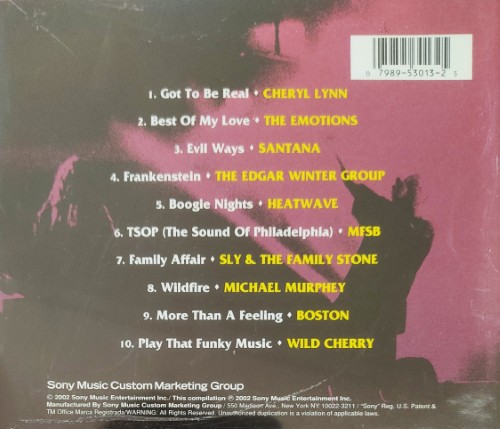 0 7989-53013-2 5
1. Got To Be Real • CHERYL LYNN
2. Best Of My Love • THE EMOTIONS
3. Evil Ways • SANTANA
4. Frankenstein • THE EDGAR WINTER GROUP
5. Boogie Nights • HEATWAVE
6. TSOP (The Sound Of Philadelphia) • MFSB
7. Family Affair • SLY & THE FAMILY STONE
8. Wildfire • MICHAEL MURPHEY
9. More Than A Feeling • BOSTON
10. Play That Funky Music • WILD CHERRY
Sony Music Custom Marketing Group
© 2002 Sony Music Entertainment Inc./ This compilation ℗ 2002 Sony Music Entertainment Inc.
Manufactured By Sony Music Custom Marketing Group / 550 Madison Ave., New York NY 10022-3211 / "Sony" Reg. U.S. Patent &
TM Office Marca Registrada/WARNING: All Rights Reserved. Unauthorized duplication is a violation of applicable laws.